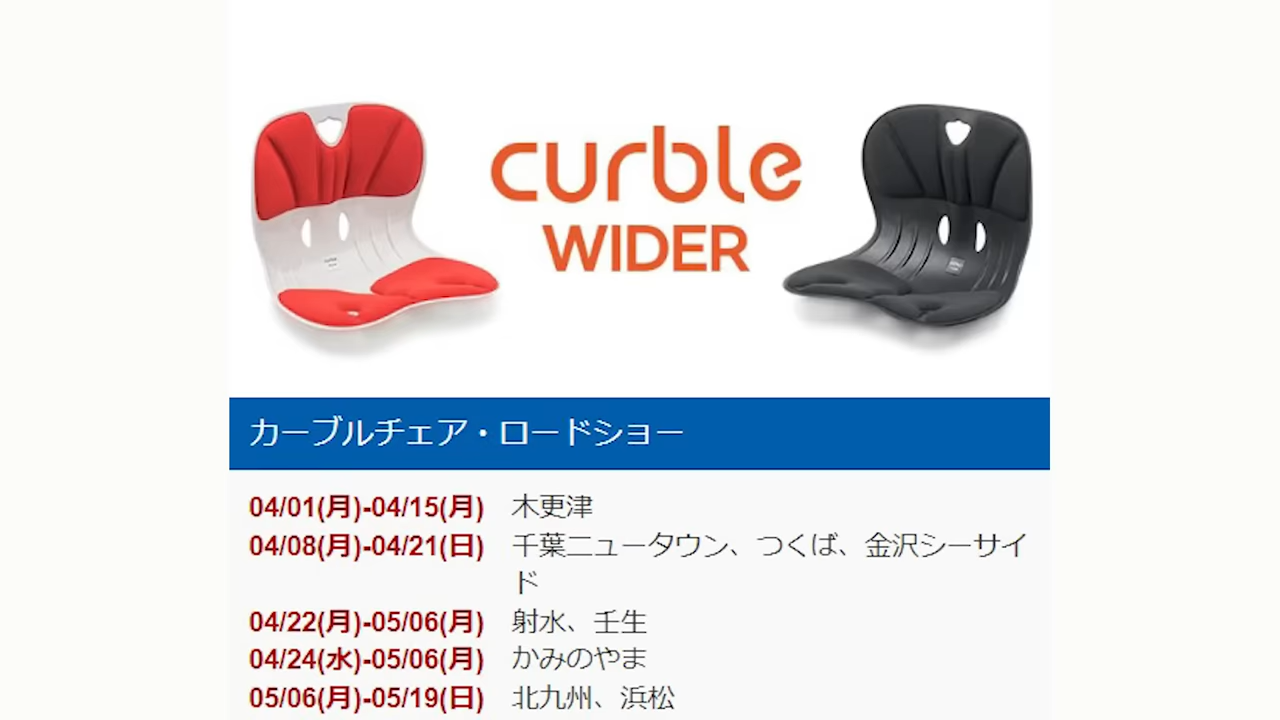 curble
WIDER
カーブルチェア・ロードショー
04/01(月)-04/15(月) 木更津
04/08(月)-04/21(日) 千葉ニュータウン、つくば、金沢シーサイ
ド
04/22(月)-05/06(月) 射水、壬生
04/24(水)-05/06(月) かみのやま
05/06(月)-05/19(日) 北九州、浜松